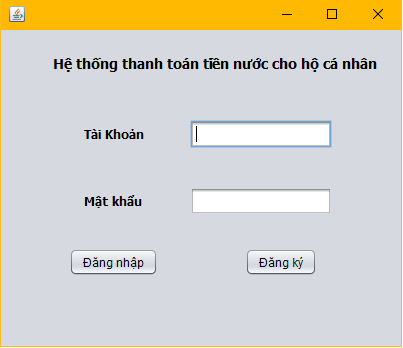 Hệ thống thanh toán tiền nước cho hộ cá nhân
Tài Khoản
Mật khẩu
Đăng nhập
Đăng ký